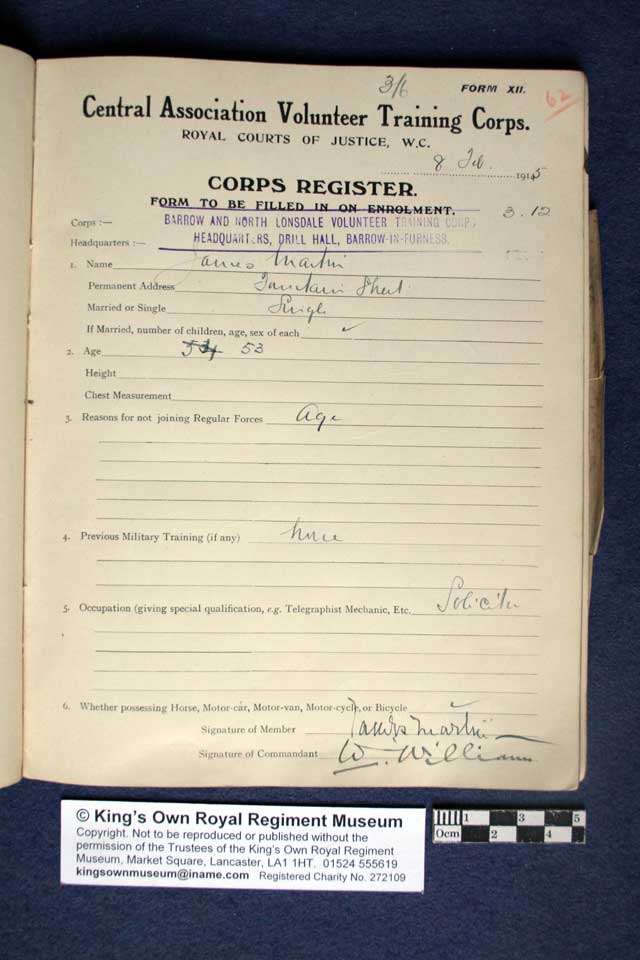 3/6 FORM XII. 62
Central Association Volunteer Training Corps.
ROYAL COURTS OF JUSTICE, W.C.
8 Feb. 1915
CORPS REGISTER.
FORM TO BE FILLED IN ON ENROLMENT. 3.12
Corps :— BARROW AND NORTH LONSDALE VOLUNTEER TRAINING CORPS
Headquarters :— HEADQUARTERS, DRILL HALL, BARROW-IN-FURNESS.
1. Name James Martin
Permanent Address Fountain Street
Married or Single Single
If Married, number of children, age, sex of each ✓
2. Age 54 53
Height
Chest Measurement
3. Reasons for not joining Regular Forces Age
4. Previous Military Training (if any) none
5. Occupation (giving special qualification, e.g. Telegraphist Mechanic, Etc. Solicitor
6. Whether possessing Horse, Motor-car, Motor-van, Motor-cycle, or Bicycle ✓
Signature of Member James Martin
Signature of Commandant W. Williams
© King's Own Royal Regiment Museum
Copyright. Not to be reproduced or published without the
permission of the Trustees of the King's Own Royal Regiment
Museum, Market Square, Lancaster, LA1 1HT. 01524 555619
kingsownmuseum@iname.com Registered Charity No. 272109
1 3 5
0cm 2 4